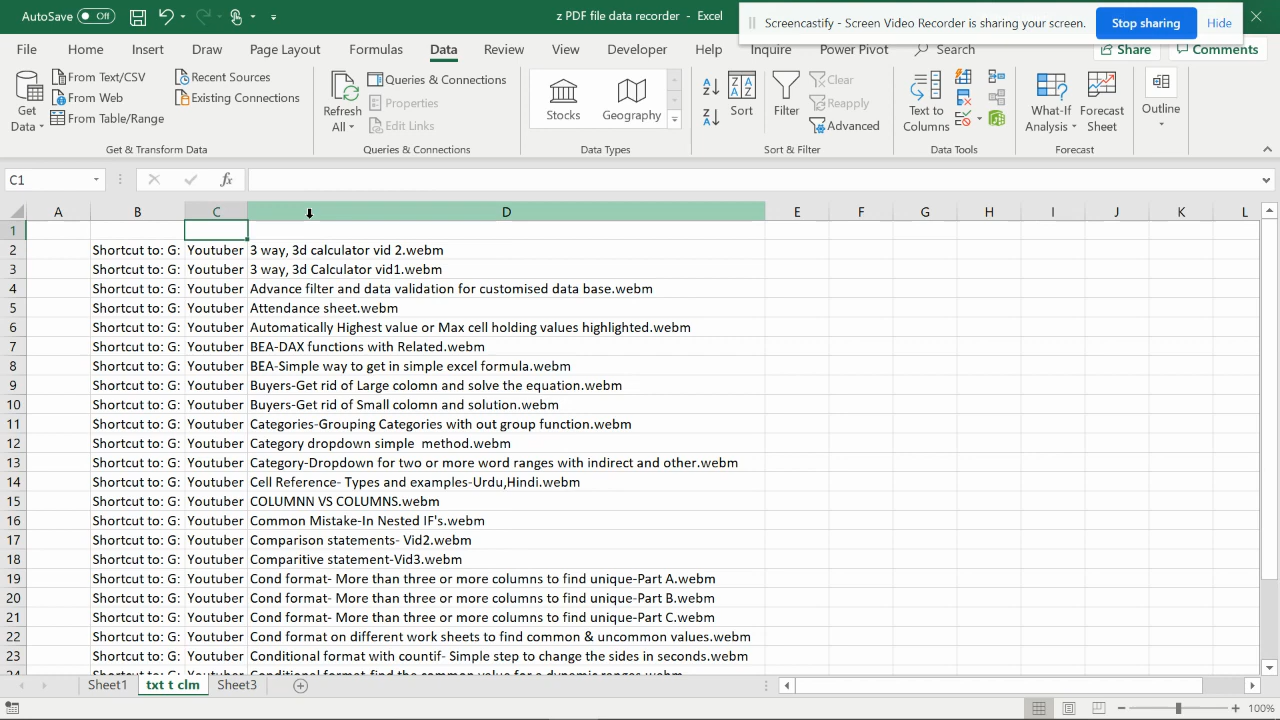 AutoSave Off z PDF file data recorder - Excel
Screencastify - Screen Video Recorder is sharing your screen. Stop sharing Hide
File Home Insert Draw Page Layout Formulas Data Review View Developer Help Inquire Power Pivot Search Share Comments
Get Data
From Text/CSV
From Web
From Table/Range
Recent Sources
Existing Connections
Get & Transform Data
Refresh All
Queries & Connections
Properties
Edit Links
Queries & Connections
Stocks Geography
Data Types
Sort
Filter
Clear
Reapply
Advanced
Sort & Filter
Text to Columns
Data Tools
What-If Analysis
Forecast Sheet
Forecast
Outline
C1 fx
A B C D E F G H I J K L
1
2 Shortcut to: G: Youtuber 3 way, 3d calculator vid 2.webm
3 Shortcut to: G: Youtuber 3 way, 3d Calculator vid1.webm
4 Shortcut to: G: Youtuber Advance filter and data validation for customised data base.webm
5 Shortcut to: G: Youtuber Attendance sheet.webm
6 Shortcut to: G: Youtuber Automatically Highest value or Max cell holding values highlighted.webm
7 Shortcut to: G: Youtuber BEA-DAX functions with Related.webm
8 Shortcut to: G: Youtuber BEA-Simple way to get in simple excel formula.webm
9 Shortcut to: G: Youtuber Buyers-Get rid of Large colomn and solve the equation.webm
10 Shortcut to: G: Youtuber Buyers-Get rid of Small colomn and solution.webm
11 Shortcut to: G: Youtuber Categories-Grouping Categories with out group function.webm
12 Shortcut to: G: Youtuber Category dropdown simple  method.webm
13 Shortcut to: G: Youtuber Category-Dropdown for two or more word ranges with indirect and other.webm
14 Shortcut to: G: Youtuber Cell Reference- Types and examples-Urdu,Hindi.webm
15 Shortcut to: G: Youtuber COLUMNN VS COLUMNS.webm
16 Shortcut to: G: Youtuber Common Mistake-In Nested IF's.webm
17 Shortcut to: G: Youtuber Comparison statements- Vid2.webm
18 Shortcut to: G: Youtuber Comparitive statement-Vid3.webm
19 Shortcut to: G: Youtuber Cond format- More than three or more columns to find unique-Part A.webm
20 Shortcut to: G: Youtuber Cond format- More than three or more columns to find unique-Part B.webm
21 Shortcut to: G: Youtuber Cond format- More than three or more columns to find unique-Part C.webm
22 Shortcut to: G: Youtuber Cond format on different work sheets to find common & uncommon values.webm
23 Shortcut to: G: Youtuber Conditional format with countif- Simple step to change the sides in seconds.webm
24 Shortcut to: G: Youtuber Conditional format-find the common value for a dynamic ranges.webm
Sheet1 txt t clm Sheet3
100%